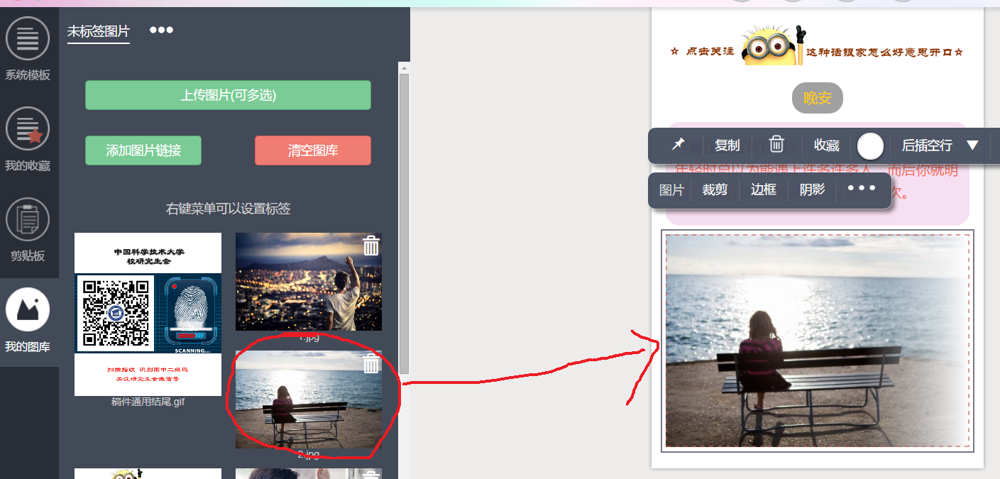 系统模板
我的收藏
剪贴板
我的图库
未标签图片 •••
上传图片(可多选)
添加图片链接
清空图库
右键菜单可以设置标签
中国科学技术大学
校研究生会
SCANNING...
扫描指纹 识别图中二维码
关注研究生会微信号
稿件通用结尾.gif
1.jpg
2.jpg
☆ 点击关注 这种话银家怎么好意思开口☆
晚安
复制 收藏 后插空行
年轻时总以为能遇上许多许多人 而后你就明
图片 裁剪 边框 阴影 •••
次。